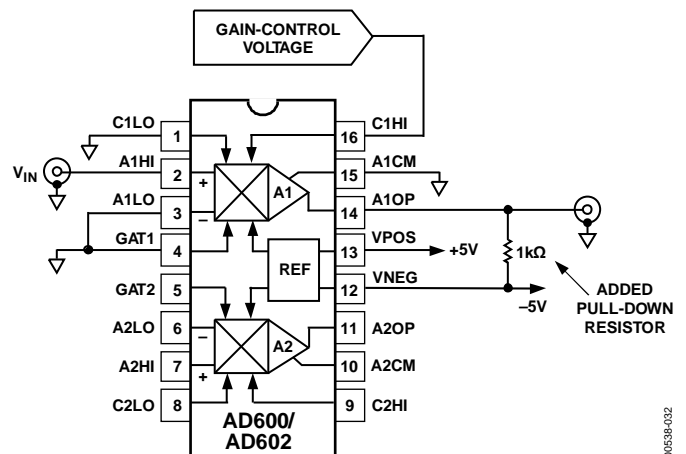 GAIN-CONTROL
VOLTAGE
C1LO
1
16
C1HI
VIN
A1HI
2
+
A1
15
A1CM
A1LO
3
–
14
A1OP
GAT1
4
REF
13
VPOS
+5V
1kΩ
GAT2
5
12
VNEG
–5V
ADDED
PULL-DOWN
RESISTOR
A2LO
6
–
A2
11
A2OP
A2HI
7
+
10
A2CM
C2LO
8
9
C2HI
AD600/
AD602
00538-032